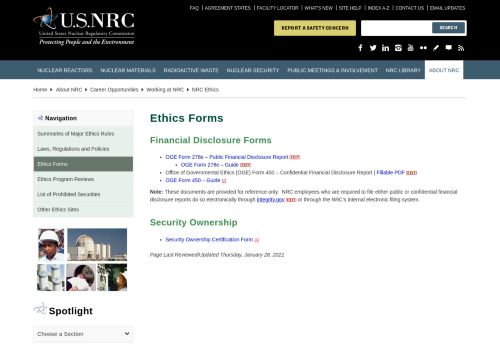 FAQ | AGREEMENT STATES | FACILITY LOCATOR | WHAT'S NEW | SITE HELP | INDEX A-Z | CONTACT US | EMAIL UPDATES
U.S.NRC
United States Nuclear Regulatory Commission
Protecting People and the Environment
REPORT A SAFETY CONCERN
SEARCH
NUCLEAR REACTORS NUCLEAR MATERIALS RADIOACTIVE WASTE NUCLEAR SECURITY PUBLIC MEETINGS & INVOLVEMENT NRC LIBRARY ABOUT NRC
Home About NRC Career Opportunities Working at NRC NRC Ethics
Navigation
Summaries of Major Ethics Rules
Laws, Regulations and Policies
Ethics Forms
Ethics Program Reviews
List of Prohibited Securities
Other Ethics Sites
Spotlight
Choose a Section
Ethics Forms
Financial Disclosure Forms
OGE Form 278e – Public Financial Disclosure Report
OGE Form 278e – Guide
Office of Governmental Ethics (OGE) Form 450 – Confidential Financial Disclosure Report | Fillable PDF
OGE Form 450 – Guide
Note: These documents are provided for reference only. NRC employees who are required to file either public or confidential
financial disclosure reports do so electronically through integrity.gov or through the NRC's internal electronic filing system.
Security Ownership
Security Ownership Certification Form
Page Last Reviewed/Updated Thursday, January 28, 2021